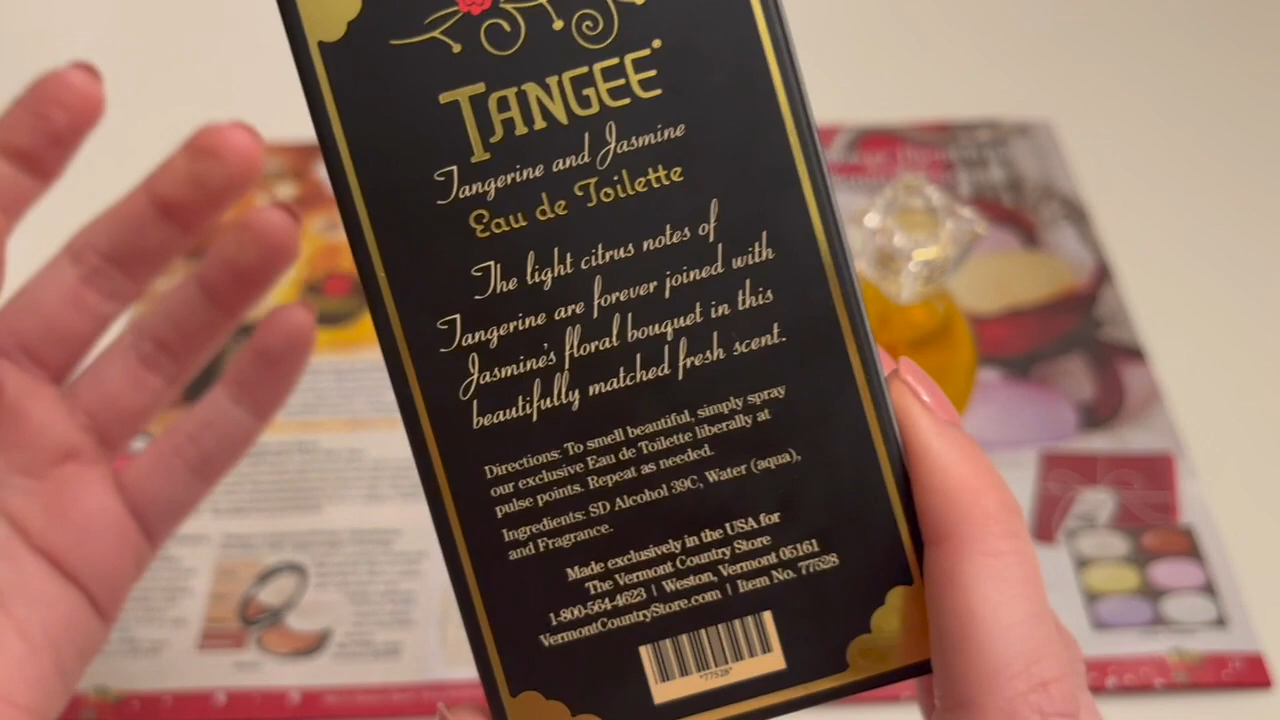 TANGEE
Tangerine and Jasmine
Eau de Toilette
The light citrus notes of
Tangerine are forever joined with
Jasmine's floral bouquet in this
beautifully matched fresh scent.
Directions: To smell beautiful, simply spray
our exclusive Eau de Toilette liberally at
pulse points. Repeat as needed.
Ingredients: SD Alcohol 39C, Water (aqua),
and Fragrance.
Made exclusively in the USA for
The Vermont Country Store
1-800-564-4623 | Weston, Vermont 05161
VermontCountryStore.com | Item No. 77528
*77528*